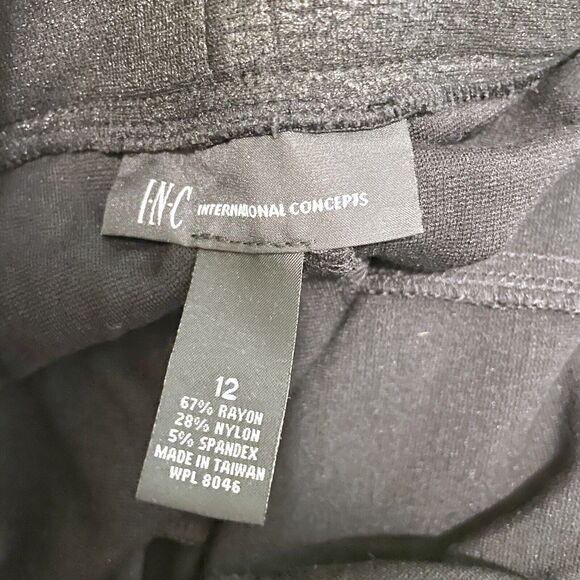 I·N·C INTERNATIONAL CONCEPTS
12
67% RAYON
28% NYLON
5% SPANDEX
MADE IN TAIWAN
WPL 8046